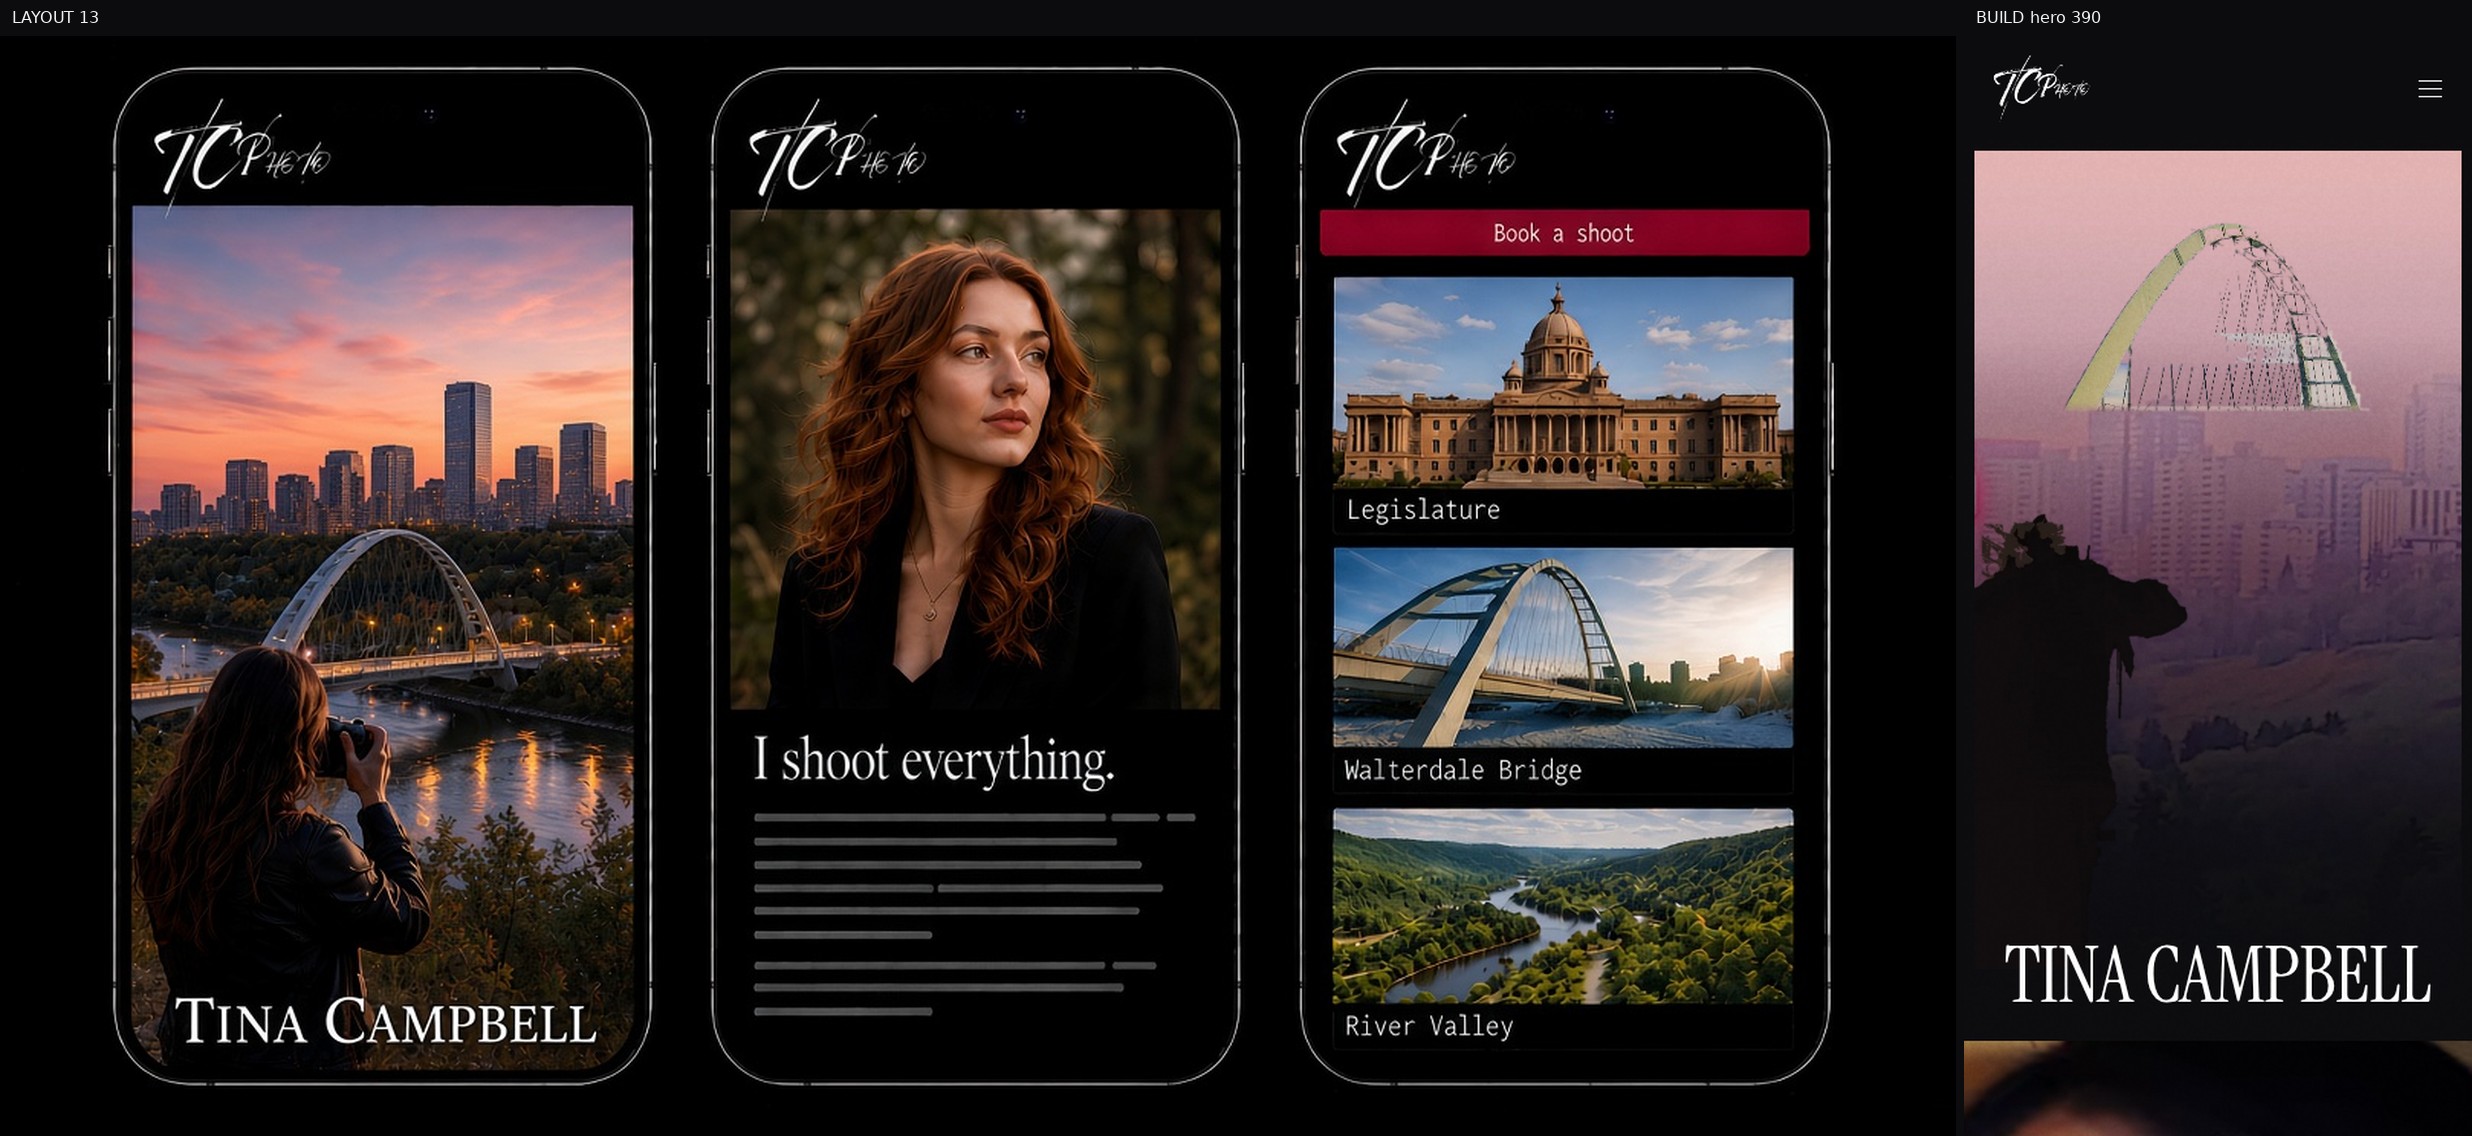 LAYOUT 13
BUILD hero 390
TCPhoto
TINA CAMPBELL
TCPhoto
I shoot everything.
TCPhoto
Book a shoot
Legislature
Walterdale Bridge
River Valley
TCPhoto
TINA CAMPBELL